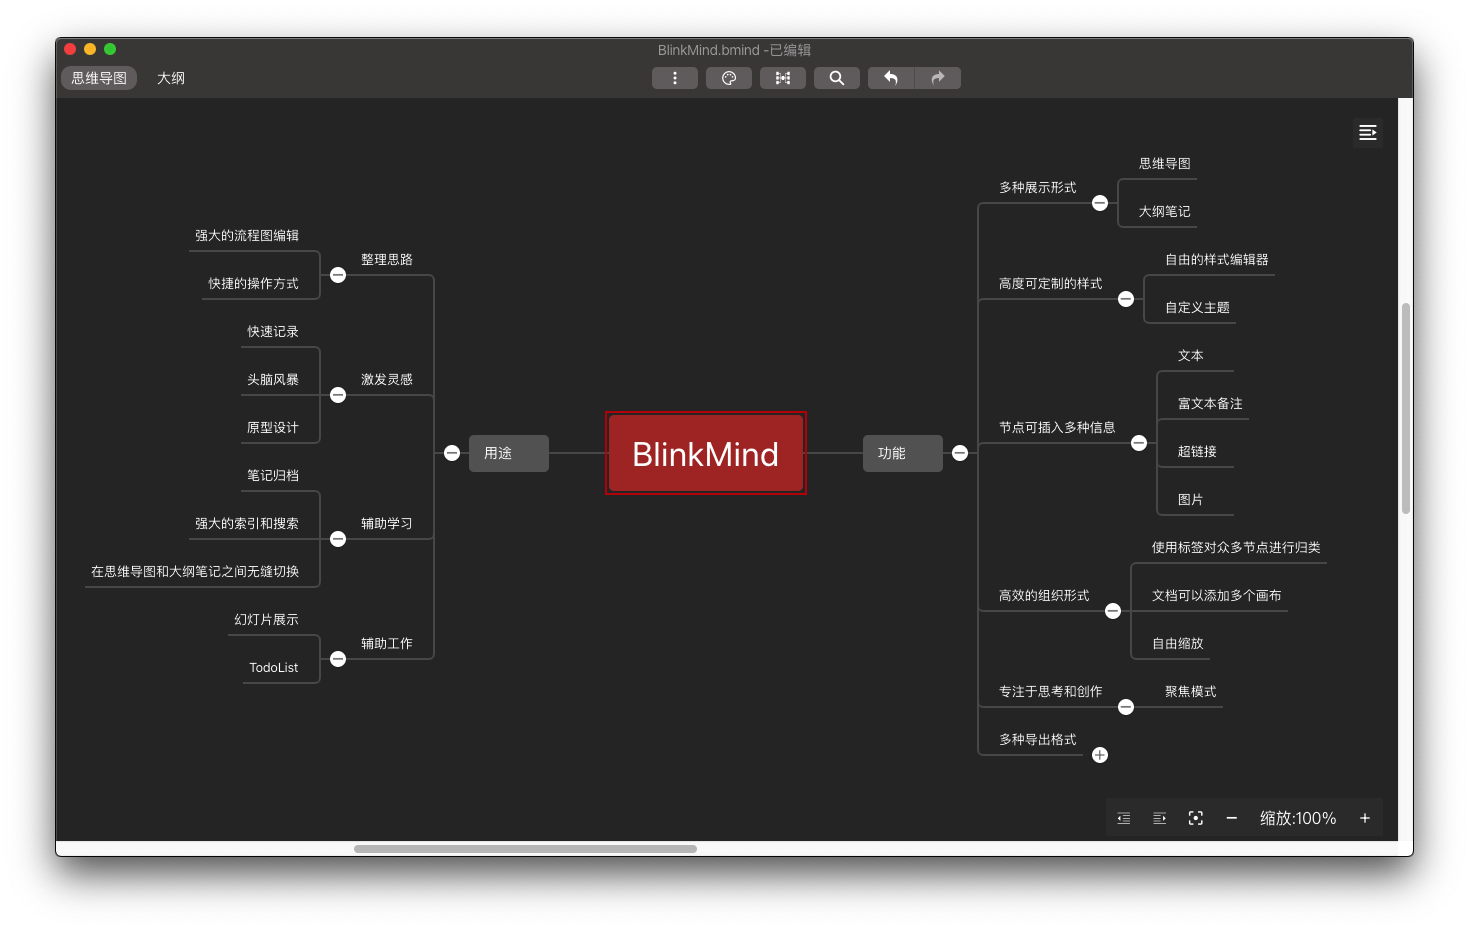 BlinkMind.bmind -已编辑
思维导图
大纲
强大的流程图编辑
快捷的操作方式
整理思路
快速记录
头脑风暴
原型设计
激发灵感
笔记归档
强大的索引和搜索
在思维导图和大纲笔记之间无缝切换
辅助学习
幻灯片展示
TodoList
辅助工作
用途
BlinkMind
功能
多种展示形式
思维导图
大纲笔记
高度可定制的样式
自由的样式编辑器
自定义主题
节点可插入多种信息
文本
富文本备注
超链接
图片
高效的组织形式
使用标签对众多节点进行归类
文档可以添加多个画布
自由缩放
专注于思考和创作
聚焦模式
多种导出格式
缩放:100%